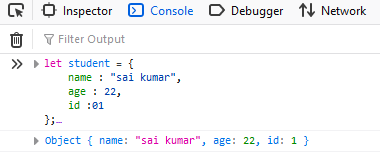 Inspector Console Debugger Network
Filter Output
let student = {
name : "sai kumar",
age : 22,
id :01
};…
Object { name: "sai kumar", age: 22, id: 1 }